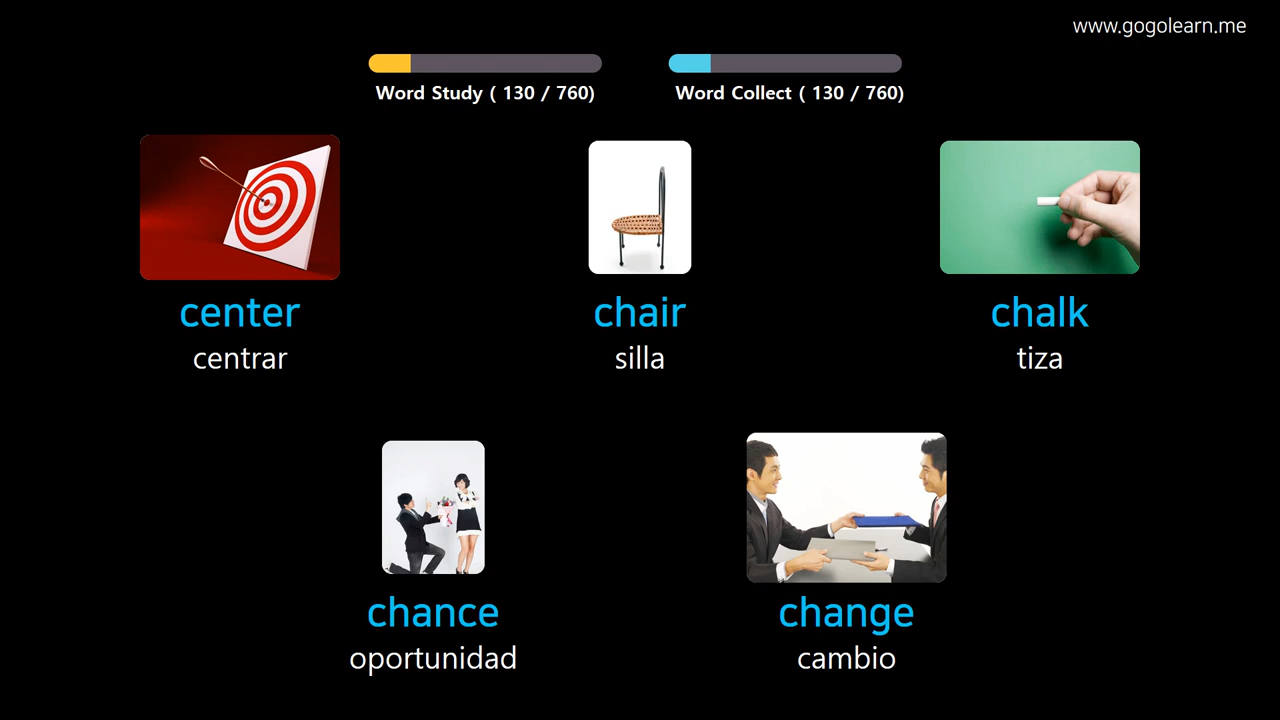 www.gogolearn.me
Word Study ( 130 / 760)
Word Collect ( 130 / 760)
center
centrar
chair
silla
chalk
tiza
chance
oportunidad
change
cambio